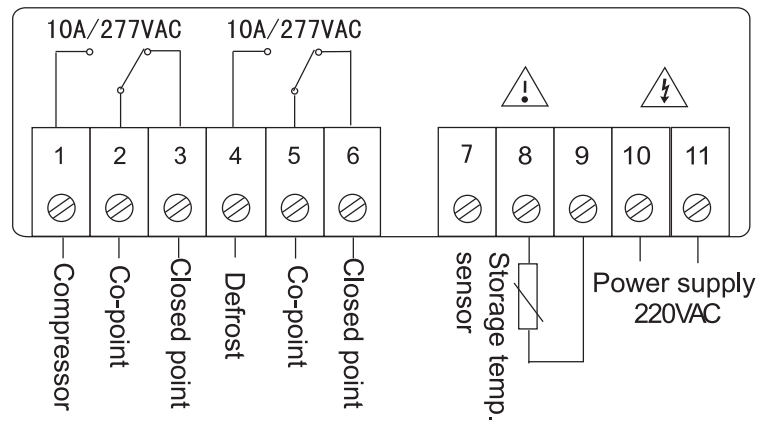 10A/277VAC 10A/277VAC
1 2 3 4 5 6 7 8 9 10 11
Compressor
Co-point
Closed point
Defrost
Co-point
Closed point
Storage temp.
sensor
Power supply
220VAC